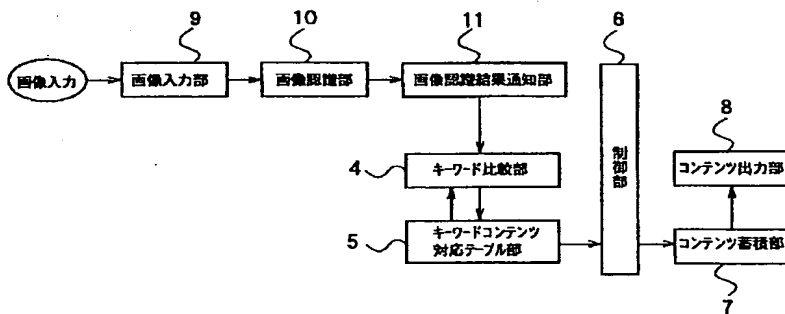 9
10
11
6
画像入力
画像入力部
画像認識部
画像認識結果通知部
8
制御部
4
キーワード比較部
コンテンツ出力部
5
キーワードコンテンツ
対応テーブル部
コンテンツ蓄積部
7